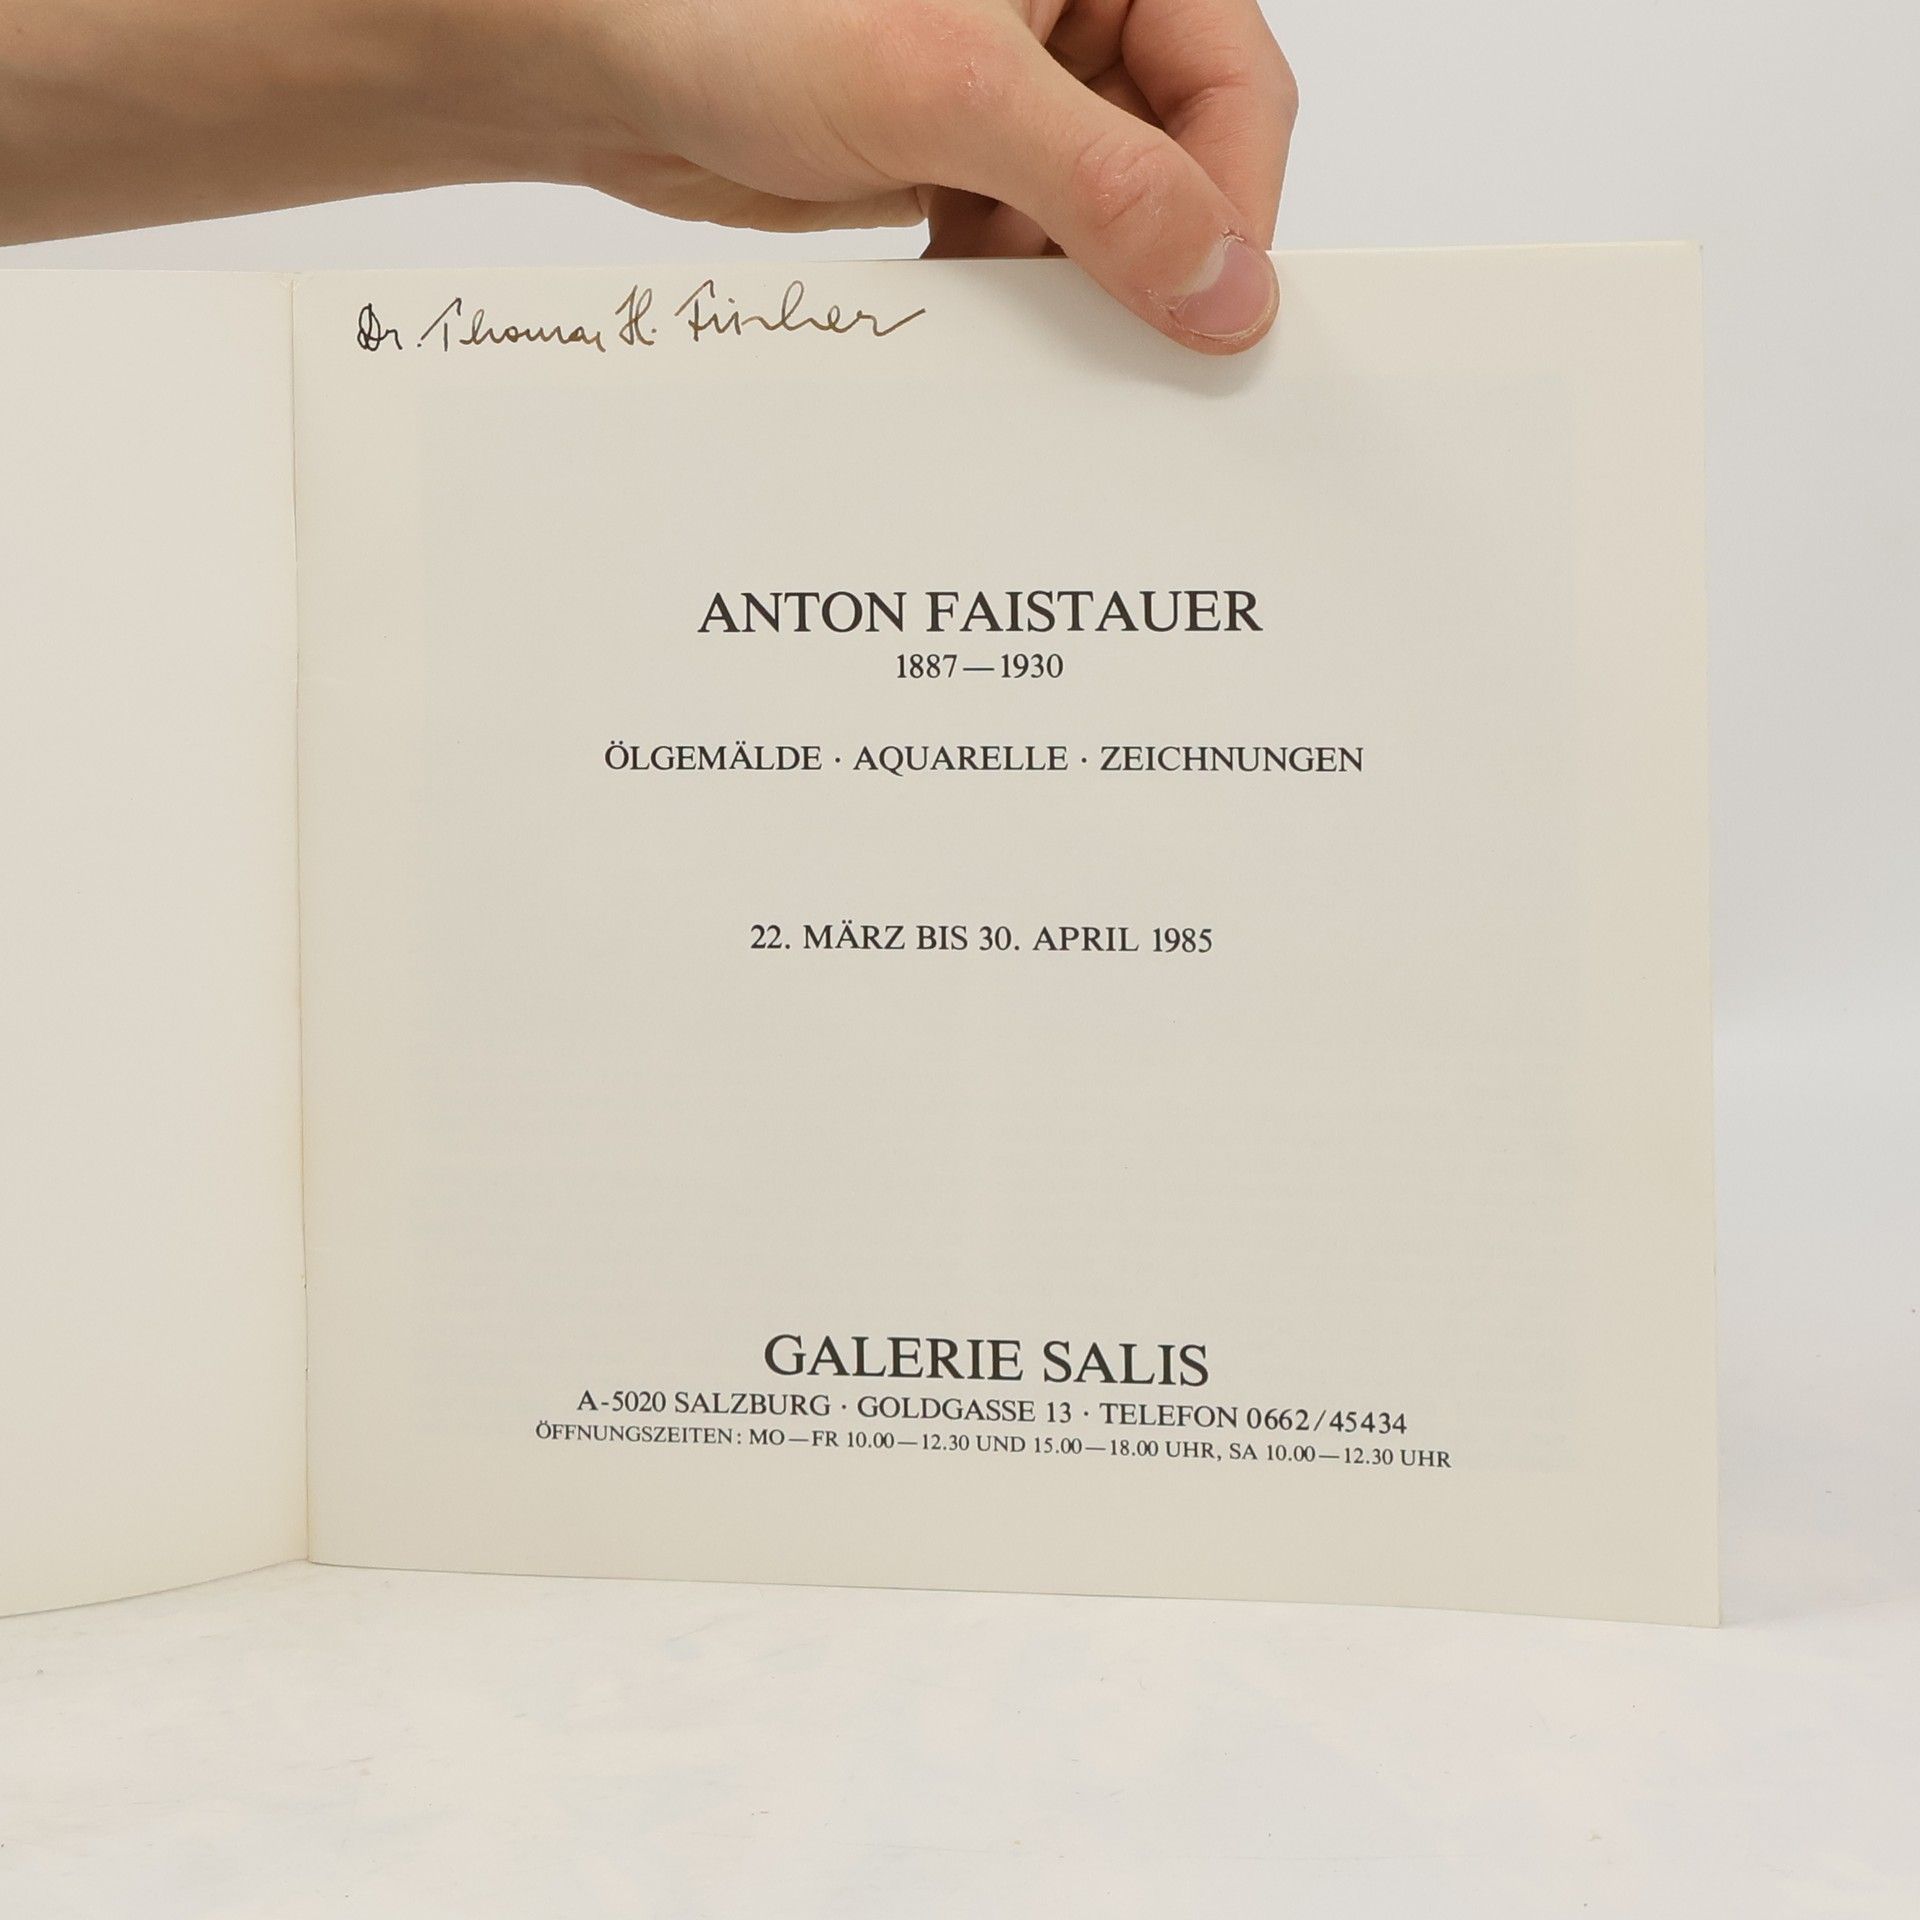 Dr. Thomas H. Fischer
ANTON FAISTAUER
1887—1930
ÖLGEMÄLDE · AQUARELLE · ZEICHNUNGEN
22. MÄRZ BIS 30. APRIL 1985
GALERIE SALIS
A-5020 SALZBURG · GOLDGASSE 13 · TELEFON 0662/45434
ÖFFNUNGSZEITEN: MO—FR 10.00—12.30 UND 15.00—18.00 UHR, SA 10.00—12.30 UHR